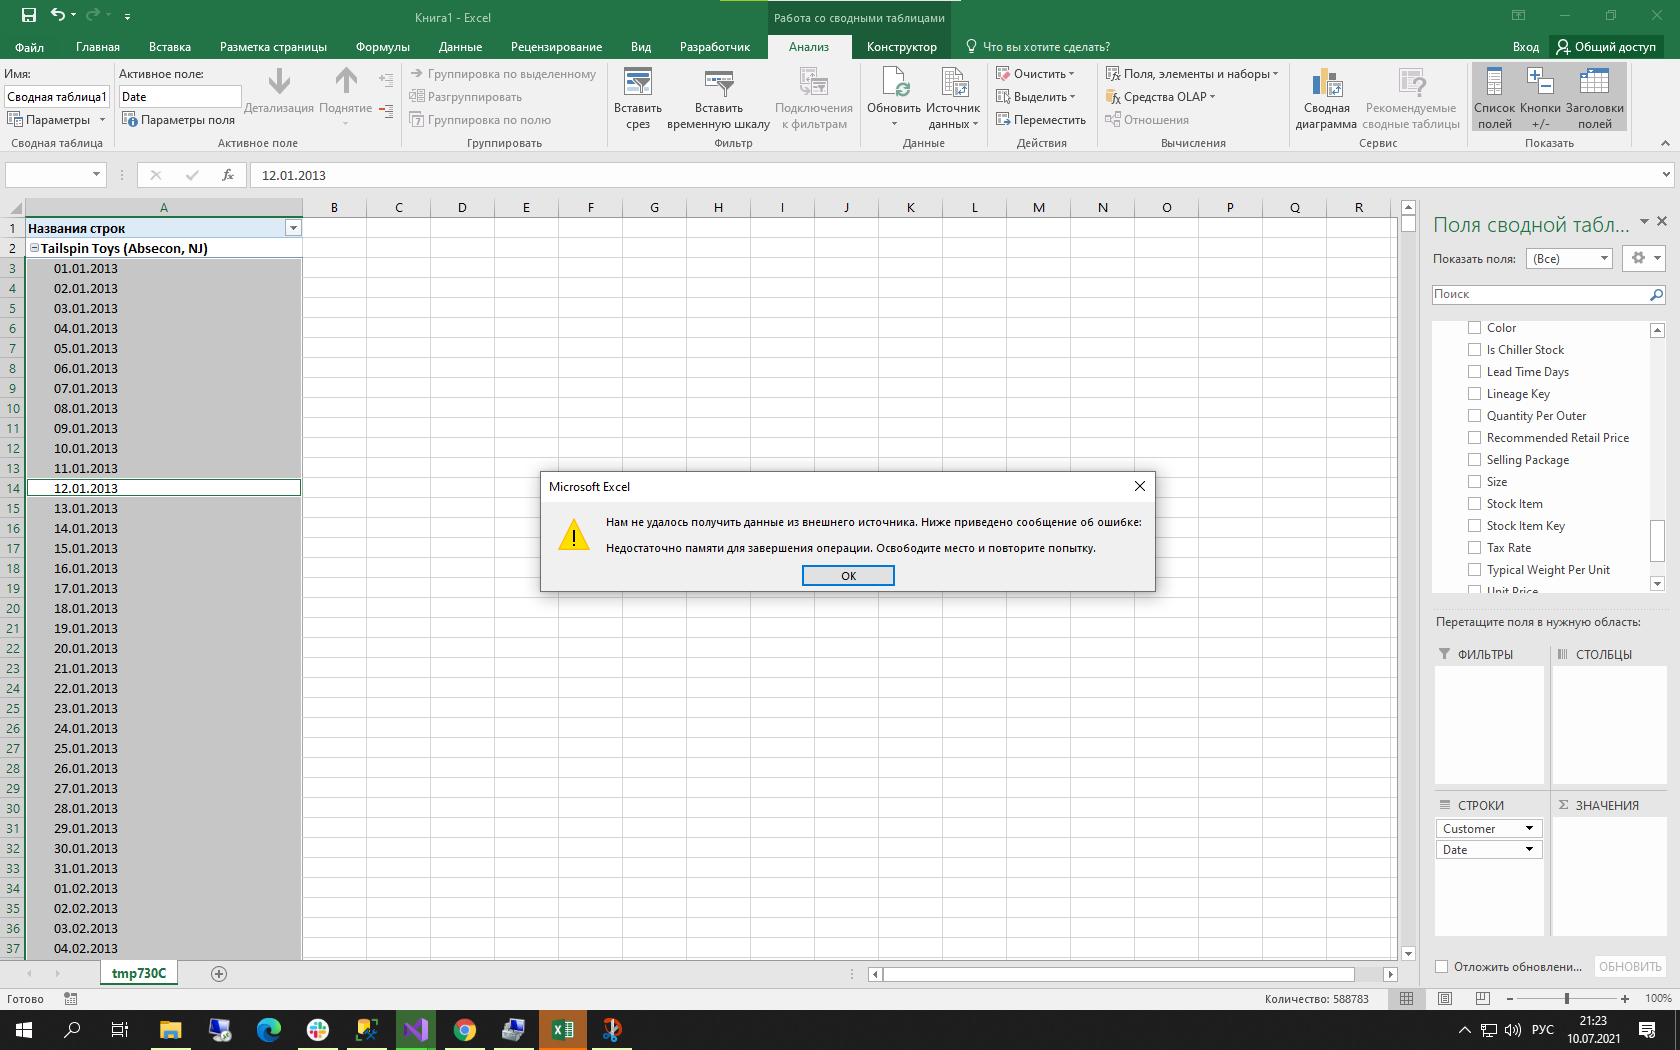 Книга1 - Excel
Работа со сводными таблицами
Файл
Главная
Вставка
Разметка страницы
Формулы
Данные
Рецензирование
Вид
Разработчик
Анализ
Конструктор
Что вы хотите сделать?
Вход
Общий доступ
Имя:
Сводная таблица1
Параметры
Сводная таблица
Активное поле:
Date
Параметры поля
Детализация
Поднятие
Активное поле
Группировка по выделенному
Разгруппировать
Группировка по полю
Группировать
Вставить
срез
Вставить
временную шкалу
Подключения
к фильтрам
Фильтр
Обновить
Источник
данных
Данные
Очистить
Выделить
Переместить
Действия
Поля, элементы и наборы
Средства OLAP
Отношения
Вычисления
Сводная
диаграмма
Рекомендуемые
сводные таблицы
Сервис
Список
полей
Кнопки
+/-
Заголовки
полей
Показать
fx
12.01.2013
A B C D E F G H I J K L M N O P Q R
1 Названия строк
2 Tailspin Toys (Absecon, NJ)
3 01.01.2013
4 02.01.2013
5 03.01.2013
6 04.01.2013
7 05.01.2013
8 06.01.2013
9 07.01.2013
10 08.01.2013
11 09.01.2013
12 10.01.2013
13 11.01.2013
14 12.01.2013
15 13.01.2013
16 14.01.2013
17 15.01.2013
18 16.01.2013
19 17.01.2013
20 18.01.2013
21 19.01.2013
22 20.01.2013
23 21.01.2013
24 22.01.2013
25 23.01.2013
26 24.01.2013
27 25.01.2013
28 26.01.2013
29 27.01.2013
30 28.01.2013
31 29.01.2013
32 30.01.2013
33 31.01.2013
34 01.02.2013
35 02.02.2013
36 03.02.2013
37 04.02.2013
Microsoft Excel
Нам не удалось получить данные из внешнего источника. Ниже приведено сообщение об ошибке:
Недостаточно памяти для завершения операции. Освободите место и повторите попытку.
ОК
Поля сводной табл...
Показать поля:
(Все)
Поиск
Color
Is Chiller Stock
Lead Time Days
Lineage Key
Quantity Per Outer
Recommended Retail Price
Selling Package
Size
Stock Item
Stock Item Key
Tax Rate
Typical Weight Per Unit
Unit Price
Перетащите поля в нужную область:
ФИЛЬТРЫ
СТОЛБЦЫ
СТРОКИ
Customer
Date
Σ ЗНАЧЕНИЯ
Отложить обновлени...
ОБНОВИТЬ
tmp730C
Готово
Количество: 588783
100%
РУС
21:23
10.07.2021